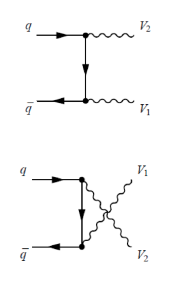 q V₂
q̄ V₁
q V₁
q̄ V₂